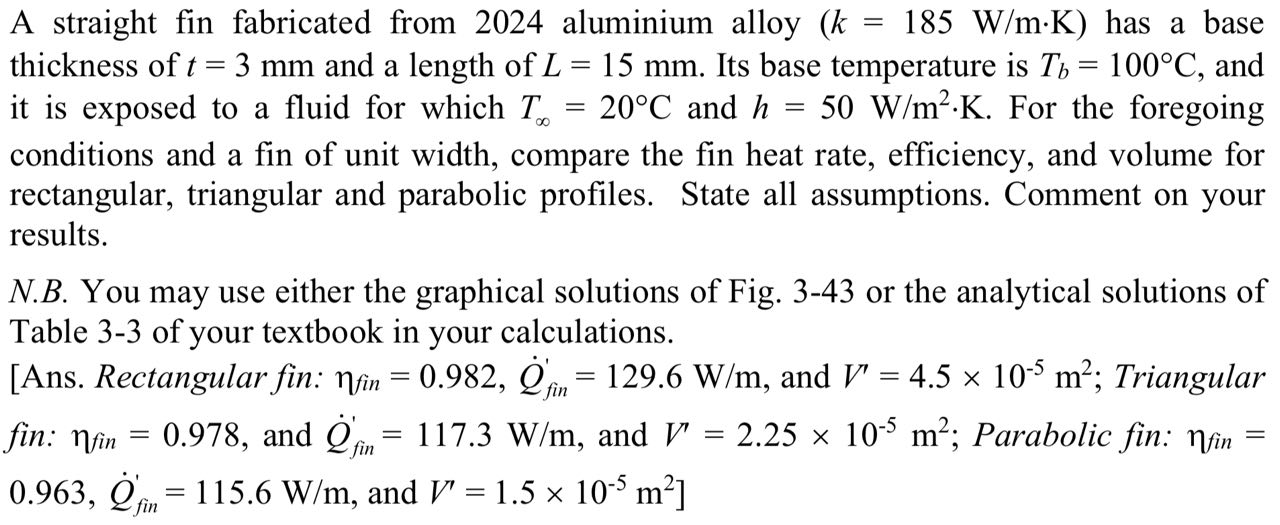 A straight fin fabricated from 2024 aluminium alloy (k = 185 W/m·K) has a base
thickness of t = 3 mm and a length of L = 15 mm. Its base temperature is T_b = 100°C, and
it is exposed to a fluid for which T_∞ = 20°C and h = 50 W/m²·K. For the foregoing
conditions and a fin of unit width, compare the fin heat rate, efficiency, and volume for
rectangular, triangular and parabolic profiles. State all assumptions. Comment on your
results.
N.B. You may use either the graphical solutions of Fig. 3-43 or the analytical solutions of
Table 3-3 of your textbook in your calculations.
[Ans. Rectangular fin: η_fin = 0.982, Q̇'_fin = 129.6 W/m, and V' = 4.5 × 10⁻⁵ m²; Triangular
fin: η_fin = 0.978, and Q̇'_fin = 117.3 W/m, and V' = 2.25 × 10⁻⁵ m²; Parabolic fin: η_fin =
0.963, Q̇'_fin = 115.6 W/m, and V' = 1.5 × 10⁻⁵ m²]